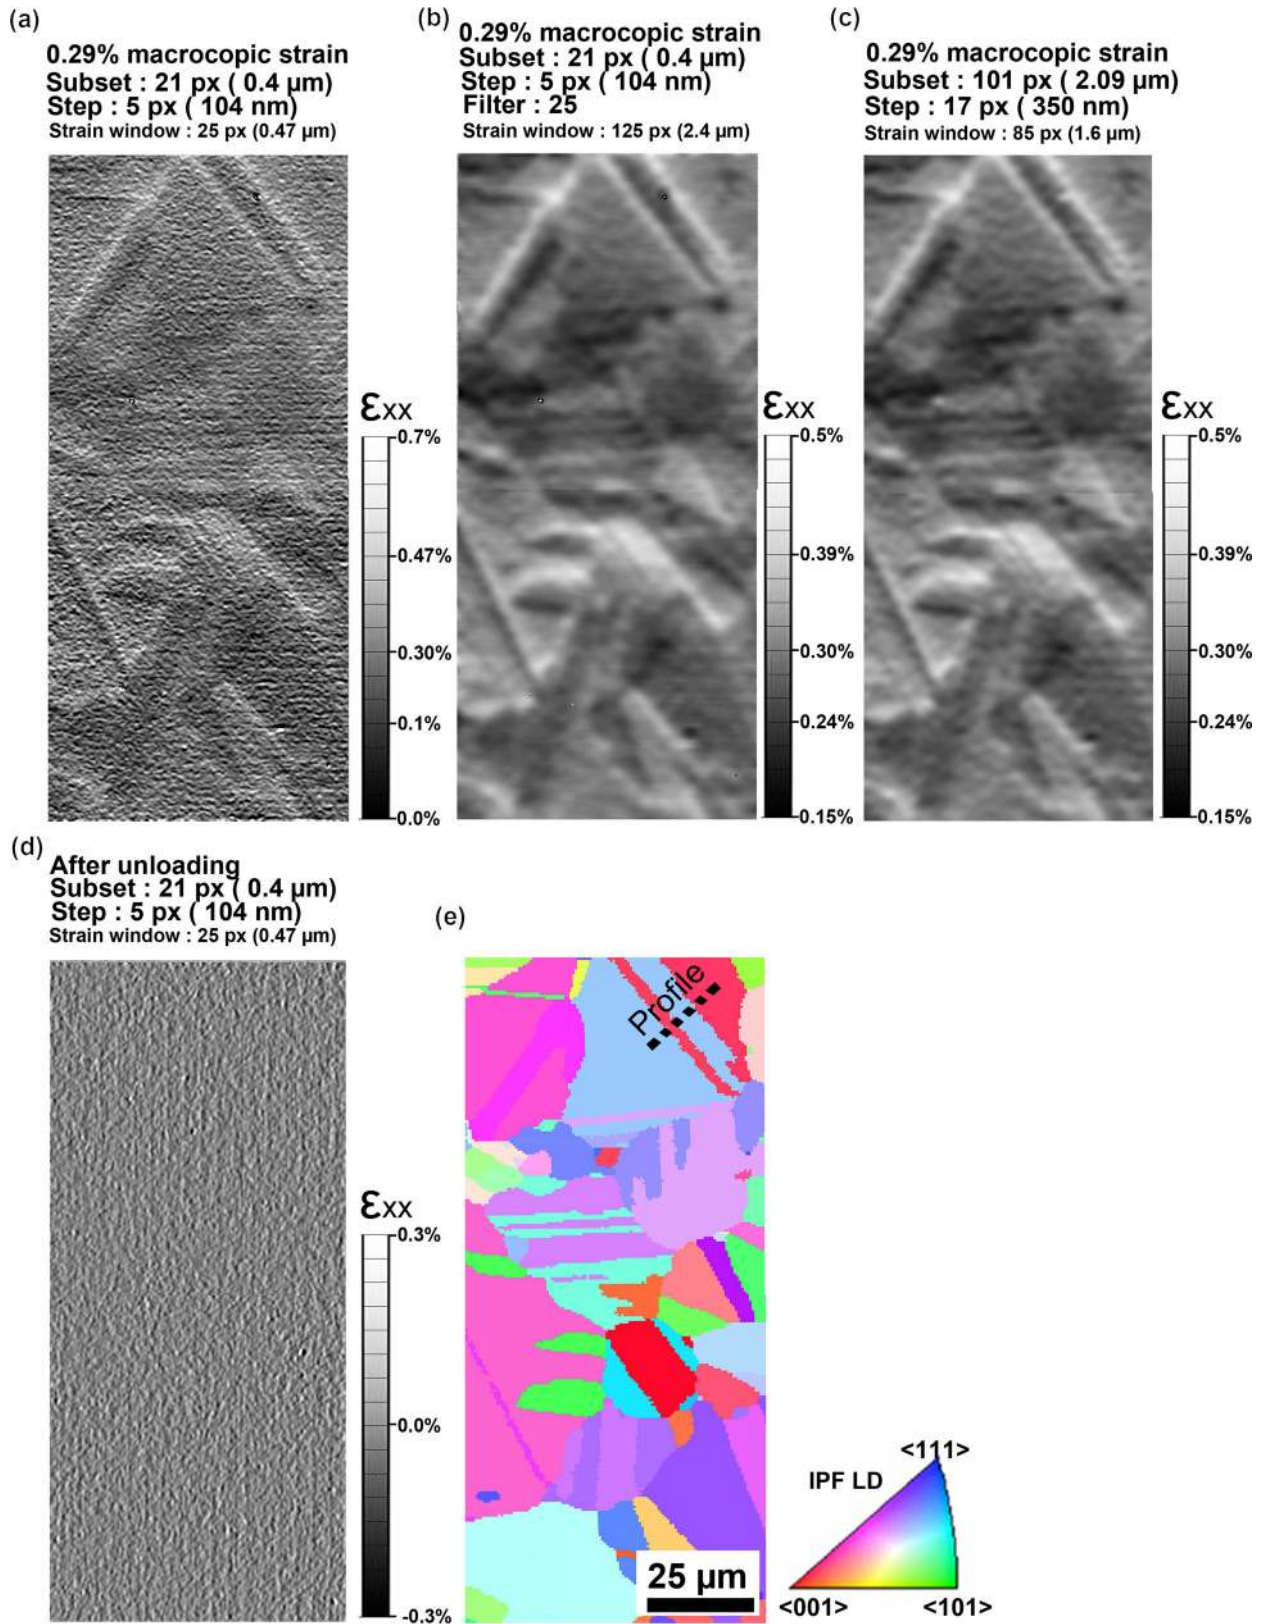 (a)
0.29% macrocopic strain
Subset : 21 px ( 0.4 µm)
Step : 5 px ( 104 nm)
Strain window : 25 px (0.47 µm)
εxx
0.7%
0.47%
0.30%
0.1%
0.0%
(b)
0.29% macrocopic strain
Subset : 21 px ( 0.4 µm)
Step : 5 px ( 104 nm)
Filter : 25
Strain window : 125 px (2.4 µm)
εxx
0.5%
0.39%
0.30%
0.24%
0.15%
(c)
0.29% macrocopic strain
Subset : 101 px ( 2.09 µm)
Step : 17 px ( 350 nm)
Strain window : 85 px (1.6 µm)
εxx
0.5%
0.39%
0.30%
0.24%
0.15%
(d)
After unloading
Subset : 21 px ( 0.4 µm)
Step : 5 px ( 104 nm)
Strain window : 25 px (0.47 µm)
εxx
0.3%
0.0%
-0.3%
(e)
Profile
25 µm
IPF LD
<111>
<001>
<101>